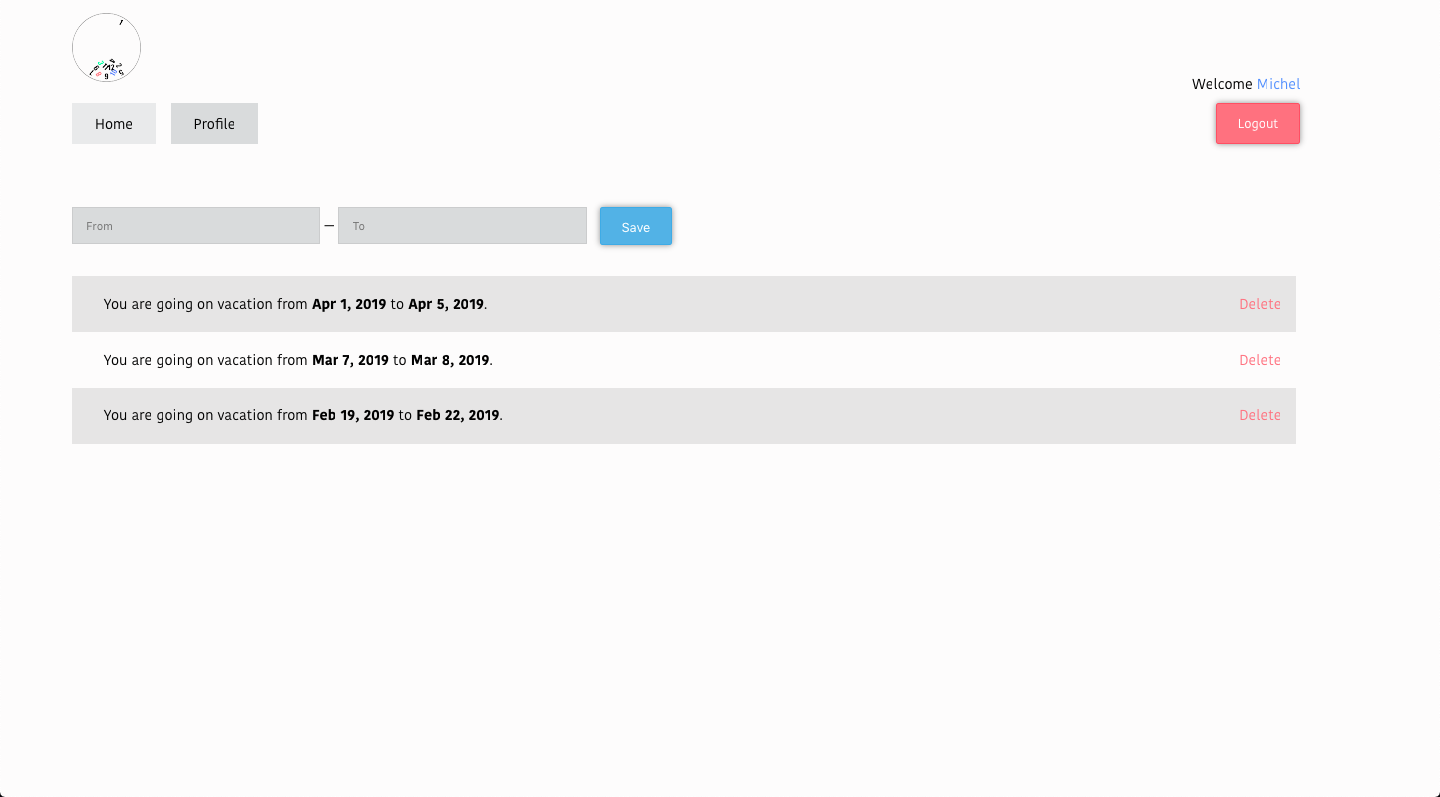 Welcome Michel
Home Profile Logout
From – To Save
You are going on vacation from Apr 1, 2019 to Apr 5, 2019. Delete
You are going on vacation from Mar 7, 2019 to Mar 8, 2019. Delete
You are going on vacation from Feb 19, 2019 to Feb 22, 2019. Delete